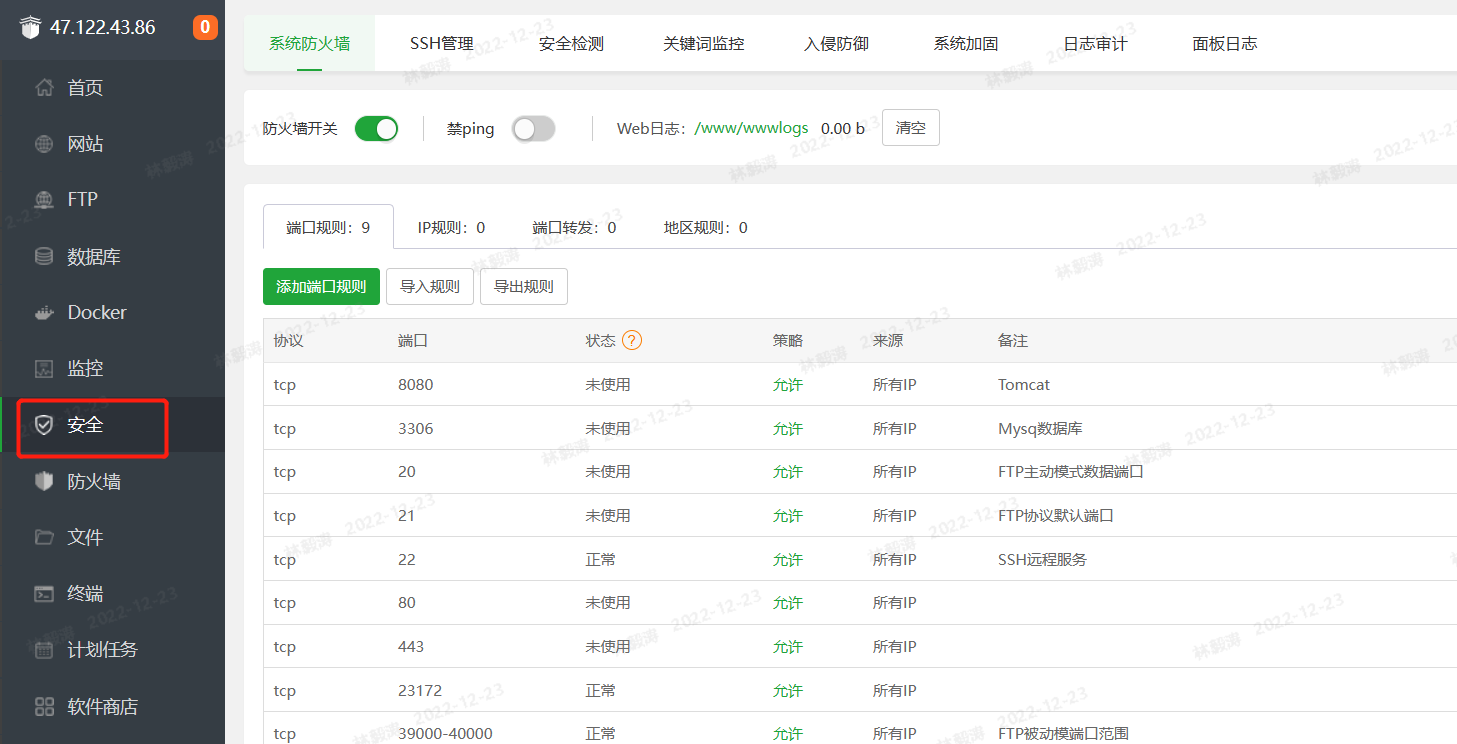 47.122.43.86 0
首页
网站
FTP
数据库
Docker
监控
安全
防火墙
文件
终端
计划任务
软件商店
系统防火墙 SSH管理 安全检测 关键词监控 入侵防御 系统加固 日志审计 面板日志
防火墙开关 禁ping Web日志：/www/wwwlogs 0.00 b 清空
端口规则：9 IP规则：0 端口转发：0 地区规则：0
添加端口规则 导入规则 导出规则
协议 端口 状态 ? 策略 来源 备注
tcp 8080 未使用 允许 所有IP Tomcat
tcp 3306 未使用 允许 所有IP Mysq数据库
tcp 20 未使用 允许 所有IP FTP主动模式数据端口
tcp 21 未使用 允许 所有IP FTP协议默认端口
tcp 22 正常 允许 所有IP SSH远程服务
tcp 80 未使用 允许 所有IP
tcp 443 未使用 允许 所有IP
tcp 23172 正常 允许 所有IP
tcp 39000-40000 正常 允许 所有IP FTP被动模端口范围
林毅涛 2022-12-23